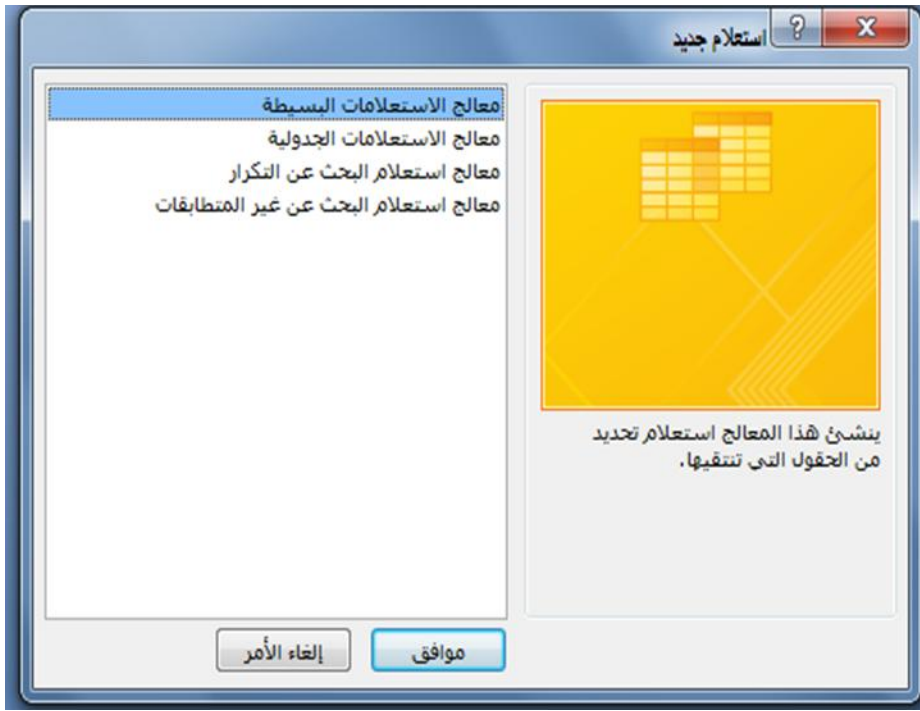 استعلام جديد
معالج الاستعلامات البسيطة
معالج الاستعلامات الجدولية
معالج استعلام البحث عن التكرار
معالج استعلام البحث عن غير المتطابقات
ينشئ هذا المعالج استعلام تحديد
من الحقول التي تنتقيها.
موافق
إلغاء الأمر